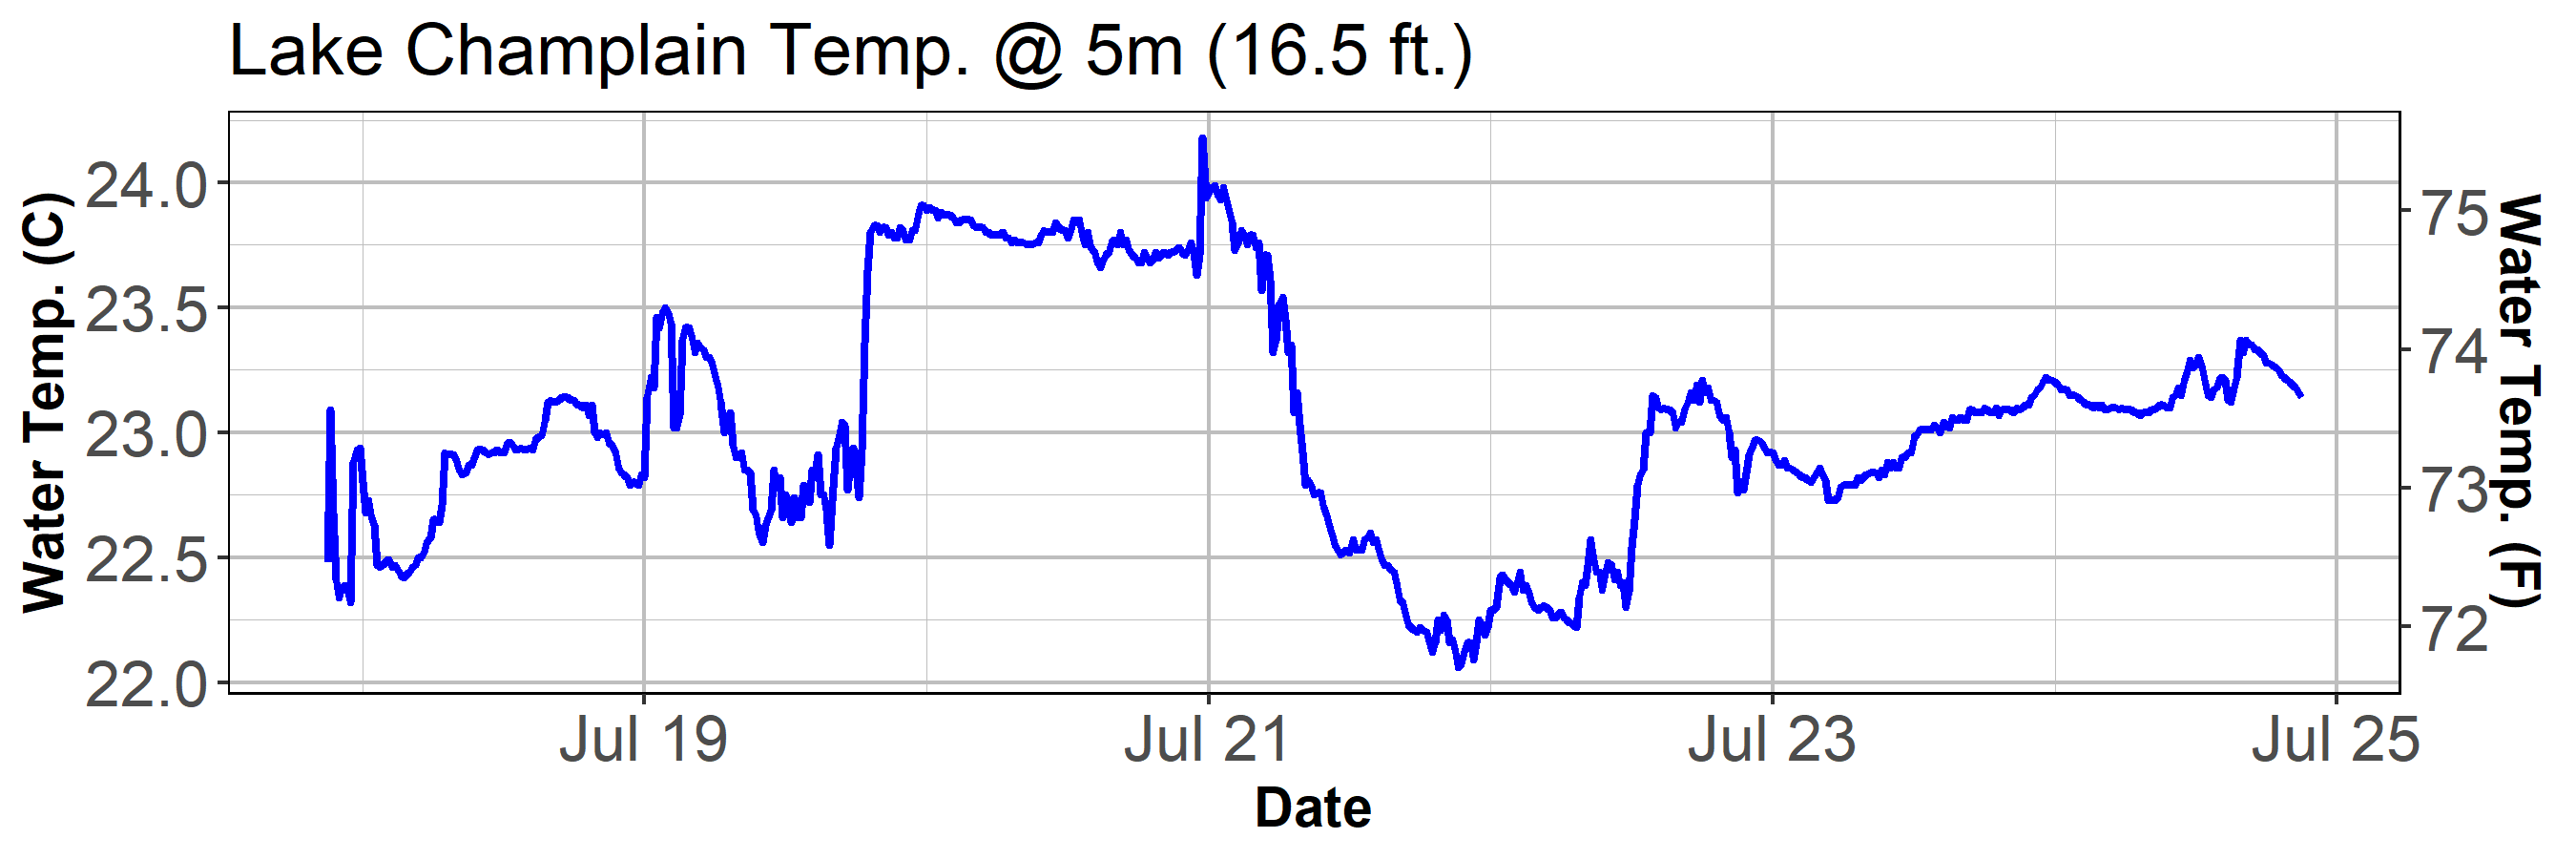 Lake Champlain Temp. @ 5m (16.5 ft.)
Water Temp. (C)
24.0
23.5
23.0
22.5
22.0
75
74
73
72
Water Temp. (F)
Jul 19
Jul 21
Jul 23
Jul 25
Date